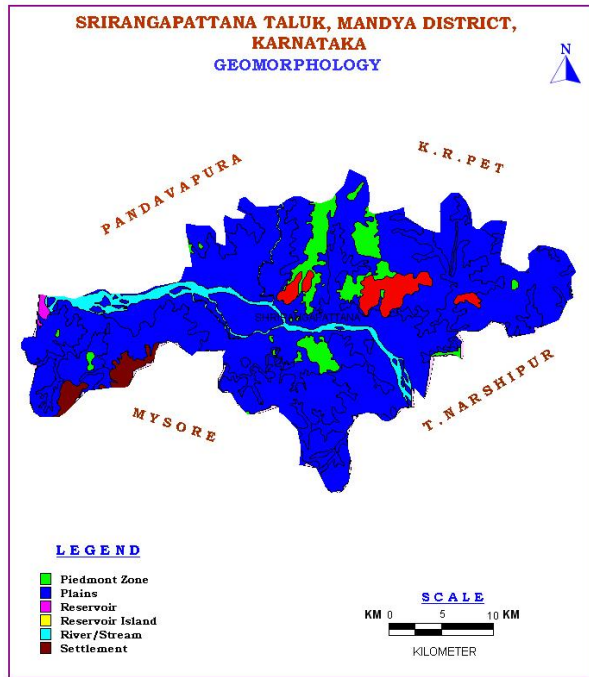 SRIRANGAPATTANA TALUK, MANDYA DISTRICT,
KARNATAKA
GEOMORPHOLOGY
N
K.R.PET
PANDAVAPURA
T.NARSHIPUR
MYSORE
LEGEND
Piedmont Zone
Plains
Reservoir
Reservoir Island
River/Stream
Settlement
SCALE
KM 0 5 10 KM
KILOMETER